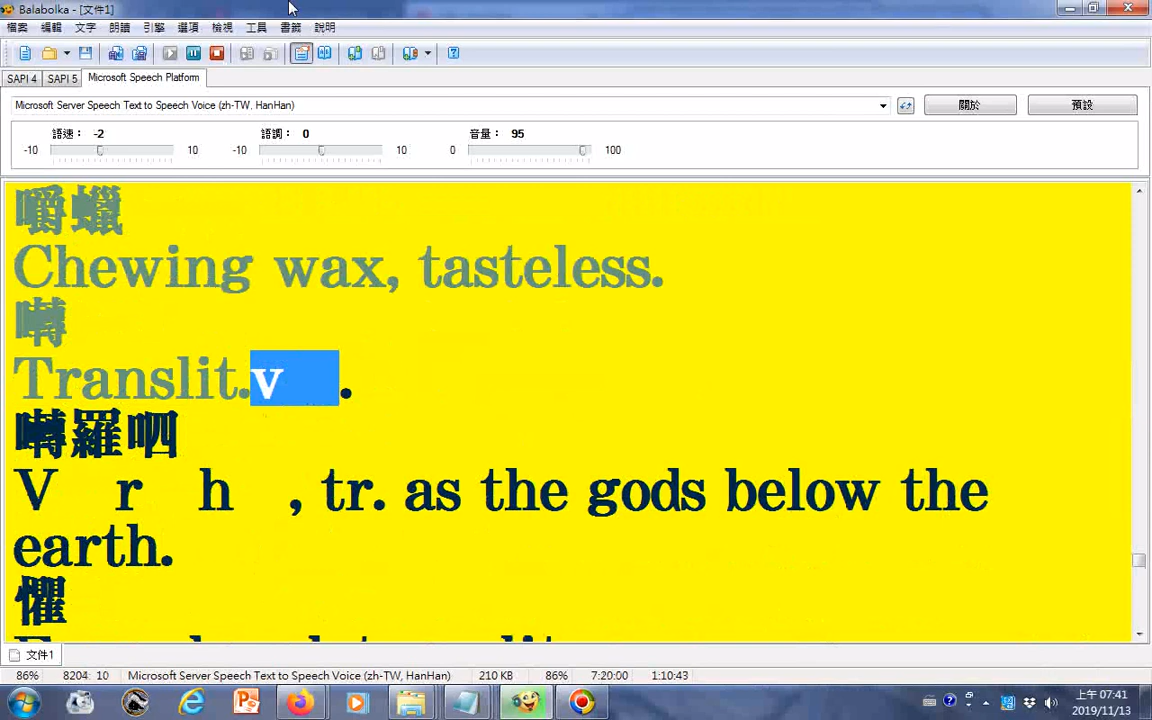 Balabolka - [文件1]
檔案 編輯 文字 朗讀 引擎 選項 檢視 工具 書籤 說明
SAPI 4 SAPI 5 Microsoft Speech Platform
Microsoft Server Speech Text to Speech Voice (zh-TW, HanHan)
關於 預設
語速： -2 語調： 0 音量： 95
-10 10 -10 10 0 100
嚼蠟
Chewing wax, tasteless.
囀
Translit.v .
囀羅呬
V r h , tr. as the gods below the
earth.
懼
文件1
86% 8204: 10 Microsoft Server Speech Text to Speech Voice (zh-TW, HanHan) 210 KB 86% 7:20:00 1:10:43
上午 07:41
2019/11/13